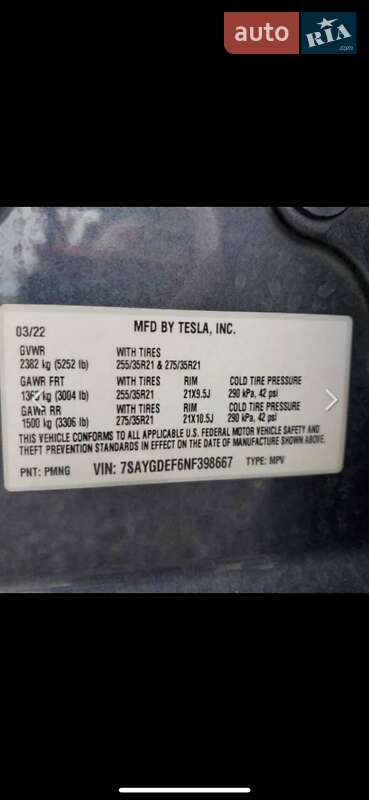 auto RIA .com
03/22 MFD BY TESLA, INC.
GVWR WITH TIRES
2382 kg (5252 lb) 255/35R21 & 275/35R21
GAWR FRT WITH TIRES RIM COLD TIRE PRESSURE
(3004 lb) 255/35R21 21X9.5J 290 kPa, 42 psi
GAWR RR WITH TIRES RIM COLD TIRE PRESSURE
1500 kg (3306 lb) 275/35R21 21X10.5J 290 kPa, 42 psi
THIS VEHICLE CONFORMS TO ALL APPLICABLE U.S. FEDERAL MOTOR VEHICLE SAFETY AND
THEFT PREVENTION STANDARDS IN EFFECT ON THE DATE OF MANUFACTURE SHOWN ABOVE.
PNT: PMNG VIN: 7SAYGDEF6NF398667 TYPE: MPV